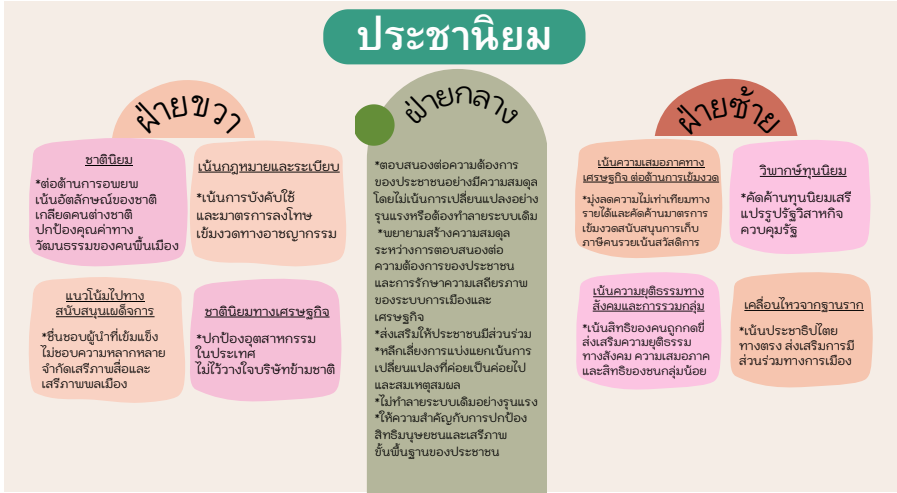 ประชานิยม
ฝ่ายขวา
ชาตินิยม
*ต่อต้านการอพยพ
เน้นอัตลักษณ์ของชาติ
เกลียดคนต่างชาติ
ปกป้องคุณค่าทาง
วัฒนธรรมของคนพื้นเมือง
เน้นกฎหมายและระเบียบ
*เน้นการบังคับใช้
และมาตรการลงโทษ
เข้มงวดทางอาชญากรรม
แนวโน้มไปทาง
สนับสนุนเผด็จการ
*ชื่นชอบผู้นำที่เข้มแข็ง
ไม่ชอบความหลากหลาย
จำกัดเสรีภาพสื่อและ
เสรีภาพพลเมือง
ชาตินิยมทางเศรษฐกิจ
*ปกป้องอุตสาหกรรม
ในประเทศ
ไม่ไว้วางใจบริษัทข้ามชาติ
ฝ่ายกลาง
*ตอบสนองต่อความต้องการ
ของประชาชนอย่างมีความสมดุล
โดยไม่เน้นการเปลี่ยนแปลงอย่าง
รุนแรงหรือต้องทำลายระบบเดิม
*พยายามสร้างความสมดุล
ระหว่างการตอบสนองต่อ
ความต้องการของประชาชน
และการรักษาความเสถียรภาพ
ของระบบการเมืองและ
เศรษฐกิจ
*ส่งเสริมให้ประชาชนมีส่วนร่วม
*หลีกเลี่ยงการแบ่งแยกเน้นการ
เปลี่ยนแปลงที่ค่อยเป็นค่อยไป
และสมเหตุสมผล
*ไม่ทำลายระบบเดิมอย่างรุนแรง
*ให้ความสำคัญกับการปกป้อง
สิทธิมนุษยชนและเสรีภาพ
ขั้นพื้นฐานของประชาชน
ฝ่ายซ้าย
เน้นความเสมอภาคทาง
เศรษฐกิจ ต่อต้านการเข้มงวด
*มุ่งลดความไม่เท่าเทียมทาง
รายได้และคัดค้านมาตรการ
เข้มงวดสนับสนุนการเก็บ
ภาษีคนรวยเน้นสวัสดิการ
วิพากษ์ทุนนิยม
*คัดค้านทุนนิยมเสรี
แปรรูปรัฐวิสาหกิจ
ควบคุมรัฐ
เน้นความยุติธรรมทาง
สังคมและการรวมกลุ่ม
*เน้นสิทธิของคนถูกกดขี่
ส่งเสริมความยุติธรรม
ทางสังคม ความเสมอภาค
และสิทธิของชนกลุ่มน้อย
เคลื่อนไหวจากฐานราก
*เน้นประชาธิปไตย
ทางตรง ส่งเสริมการมี
ส่วนร่วมทางการเมือง